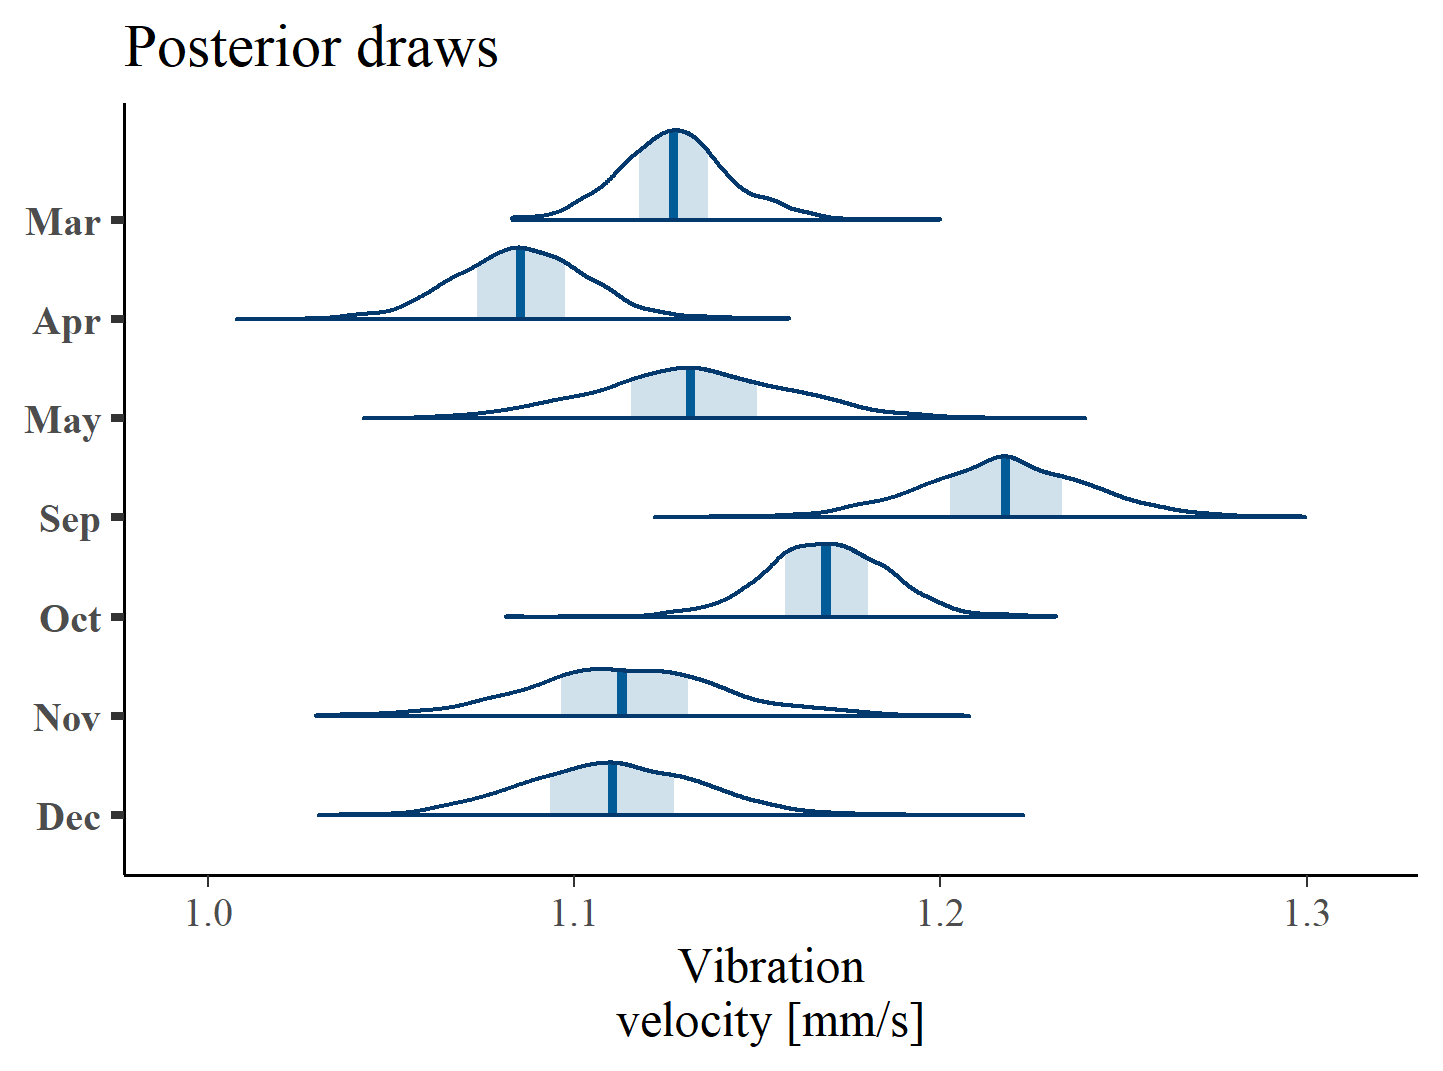 Posterior draws
Mar
Apr
May
Sep
Oct
Nov
Dec
1.0 1.1 1.2 1.3
Vibration
velocity [mm/s]